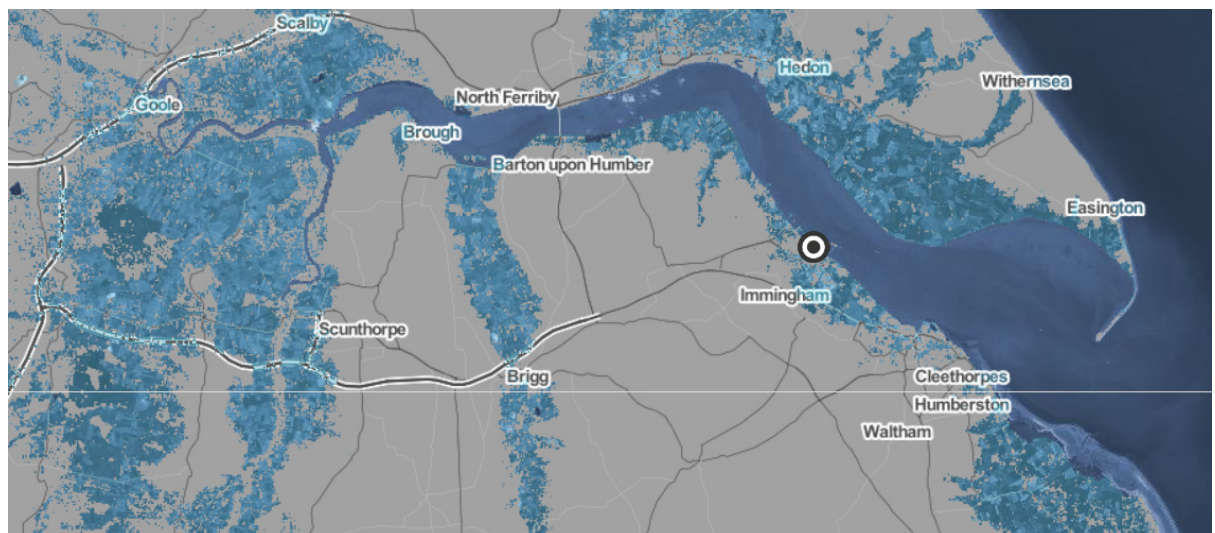 Scalby
Hedon
Withernsea
Goole
North Ferriby
Brough
Barton upon Humber
Easington
Immingham
Scunthorpe
Brigg
Cleethorpes
Humberston
Waltham